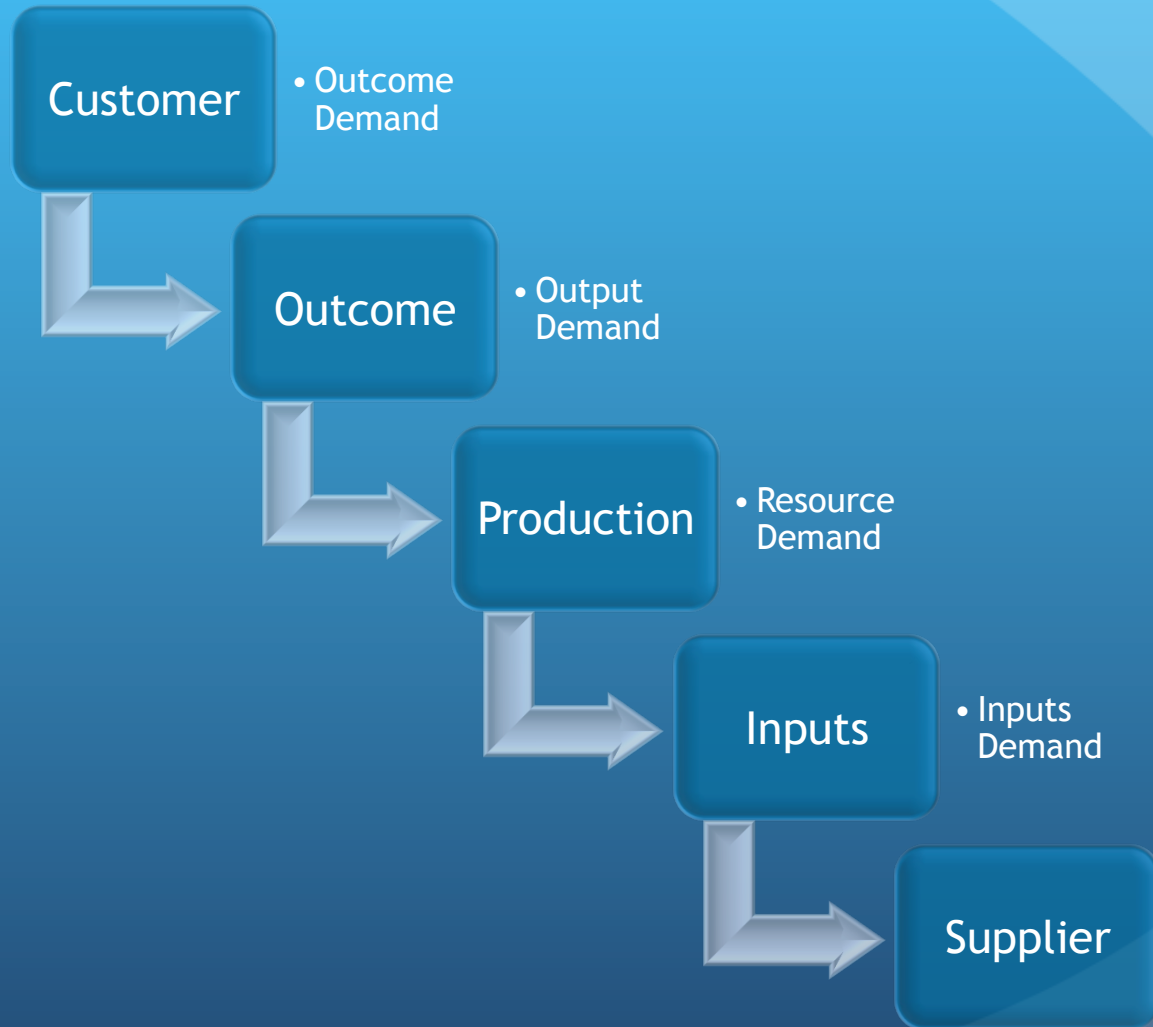 Customer
• Outcome
Demand
Outcome
• Output
Demand
Production
• Resource
Demand
Inputs
• Inputs
Demand
Supplier